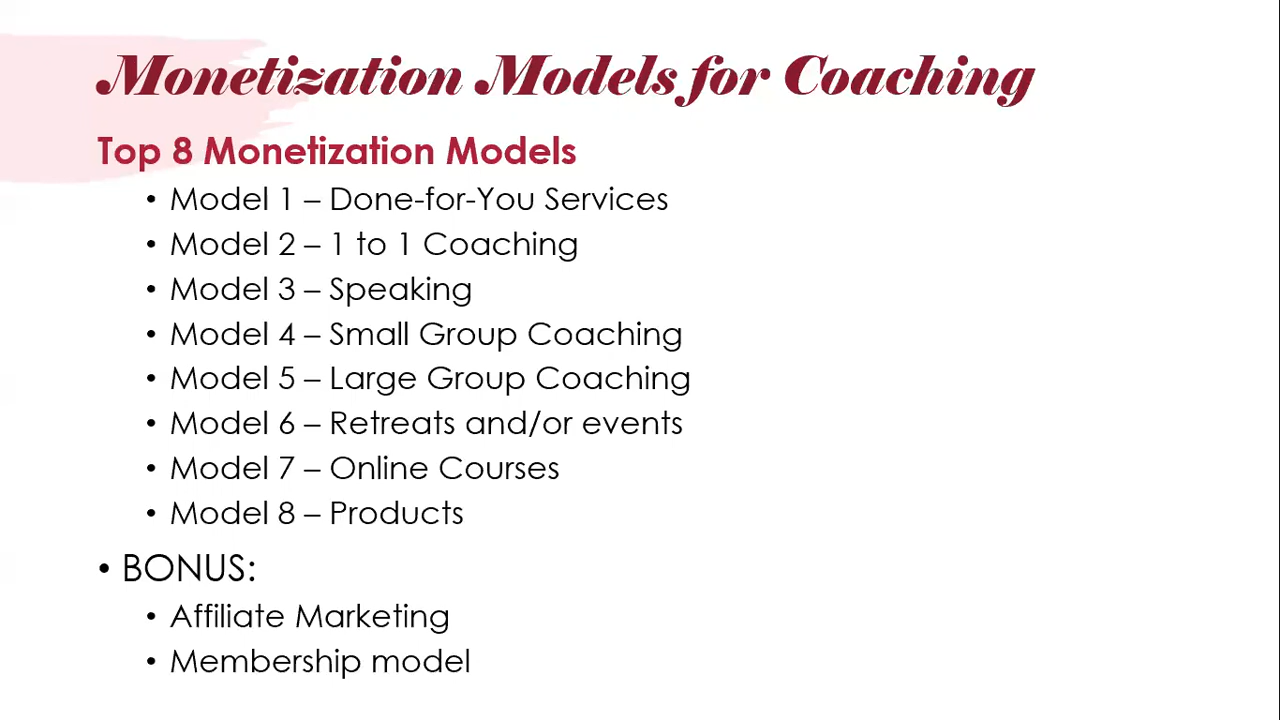 Monetization Models for Coaching
Top 8 Monetization Models
• Model 1 – Done-for-You Services
• Model 2 – 1 to 1 Coaching
• Model 3 – Speaking
• Model 4 – Small Group Coaching
• Model 5 – Large Group Coaching
• Model 6 – Retreats and/or events
• Model 7 – Online Courses
• Model 8 – Products
• BONUS:
• Affiliate Marketing
• Membership model